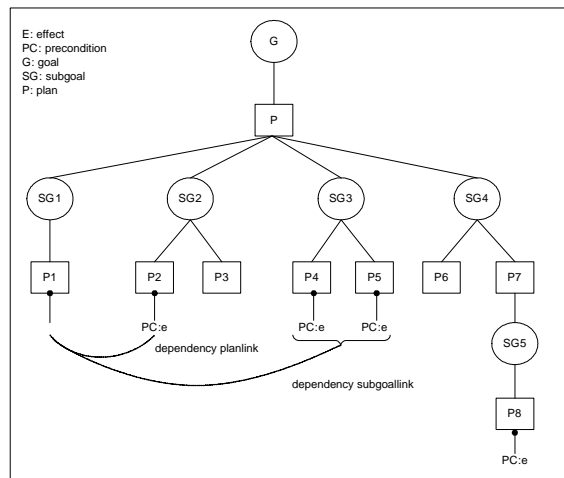 E: effect
PC: precondition
G: goal
SG: subgoal
P: plan
G
P
SG1 SG2 SG3 SG4
P1 P2 P3 P4 P5 P6 P7
PC:e PC:e PC:e
dependency planlink
SG5
dependency subgoallink
P8
PC:e